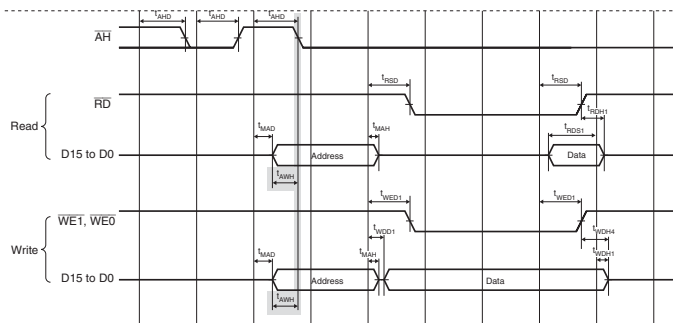 tAHD tAHD tAHD
AH
tRSD tRSD
RD
tRDH1
Read
tMAD tMAH tRDS1
D15 to D0 Address Data
tAWH
tWED1 tWED1
WE1, WE0
tWDD1 tWDH4
Write
tMAD tMAH tWDH1
D15 to D0 Address Data
tAWH